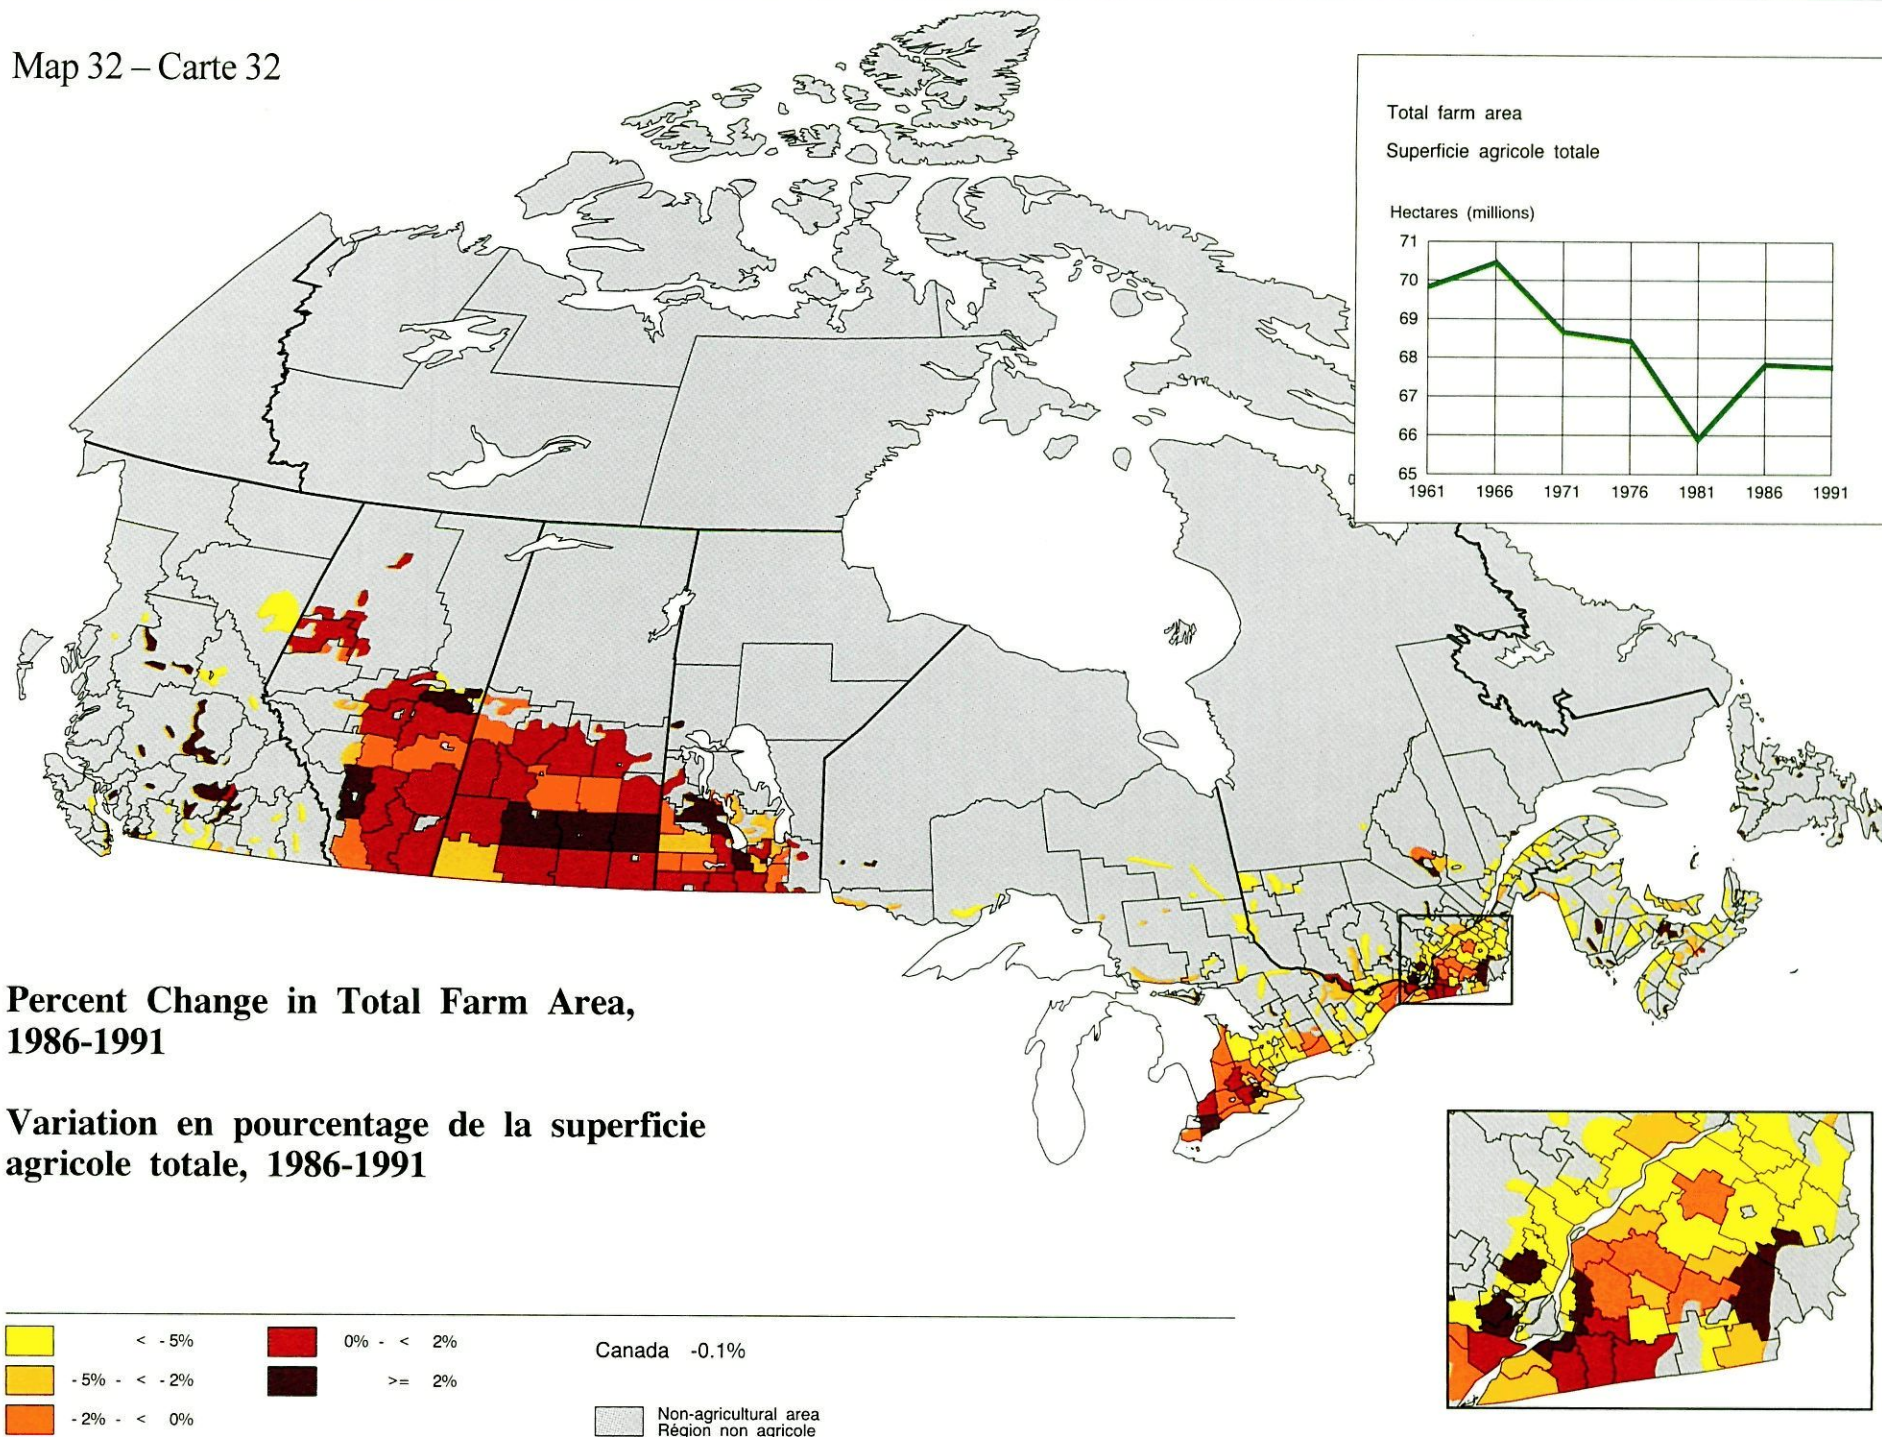 Map 32 – Carte 32
Total farm area
Superficie agricole totale
Hectares (millions)
71
70
69
68
67
66
65
1961 1966 1971 1976 1981 1986 1991
Percent Change in Total Farm Area,
1986-1991
Variation en pourcentage de la superficie
agricole totale, 1986-1991
< -5%
-5% - < -2%
-2% - < 0%
0% - < 2%
>= 2%
Canada -0.1%
Non-agricultural area
Région non agricole